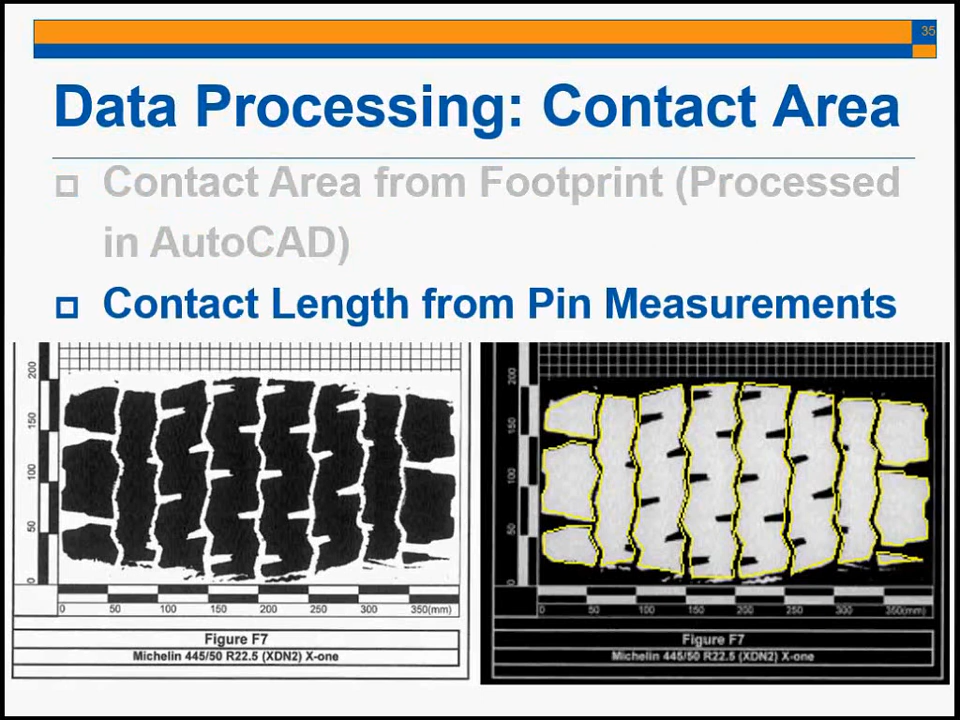 35
Data Processing: Contact Area
Contact Area from Footprint (Processed
in AutoCAD)
Contact Length from Pin Measurements
200
150
100
50
0
0 50 100 150 200 250 300 350(mm)
Figure F7
Michelin 445/50 R22.5 (XDN2) X-one
200
150
100
50
0
0 50 100 150 200 250 300 350(mm)
Figure F7
Michelin 445/50 R22.5 (XDN2) X-one